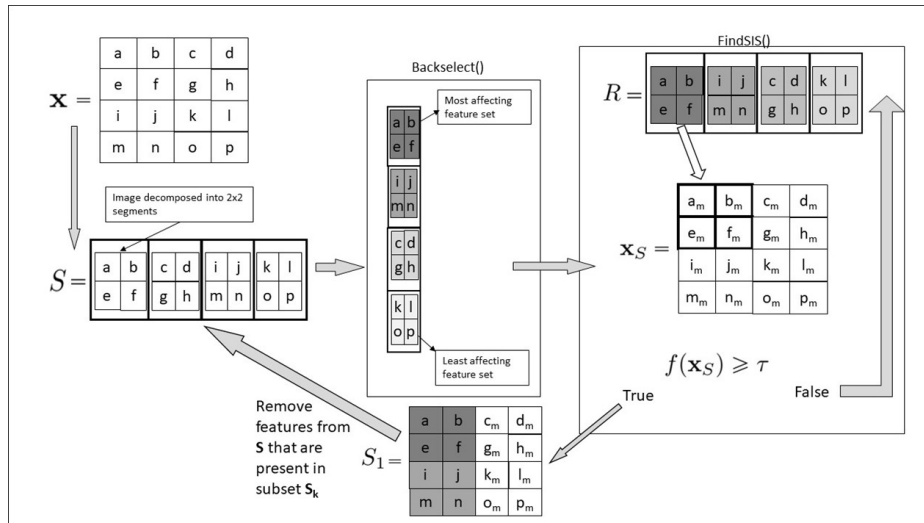 x =
a b c d
e f g h
i j k l
m n o p
Image decomposed into 2x2
segments
S =
a b c d i j k l
e f g h m n o p
Backselect()
Most affecting
feature set
a b
e f
i j
m n
c d
g h
k l
o p
Least affecting
feature set
FindSIS()
R =
a b i j c d k l
e f m n g h o p
x_S =
a_m b_m c_m d_m
e_m f_m g_m h_m
i_m j_m k_m l_m
m_m n_m o_m p_m
f(x_S) ⩾ τ
True
False
Remove
features from
S that are
present in
subset S_k
S_1 =
a b c_m d_m
e f g_m h_m
i j k_m l_m
m n o_m p_m